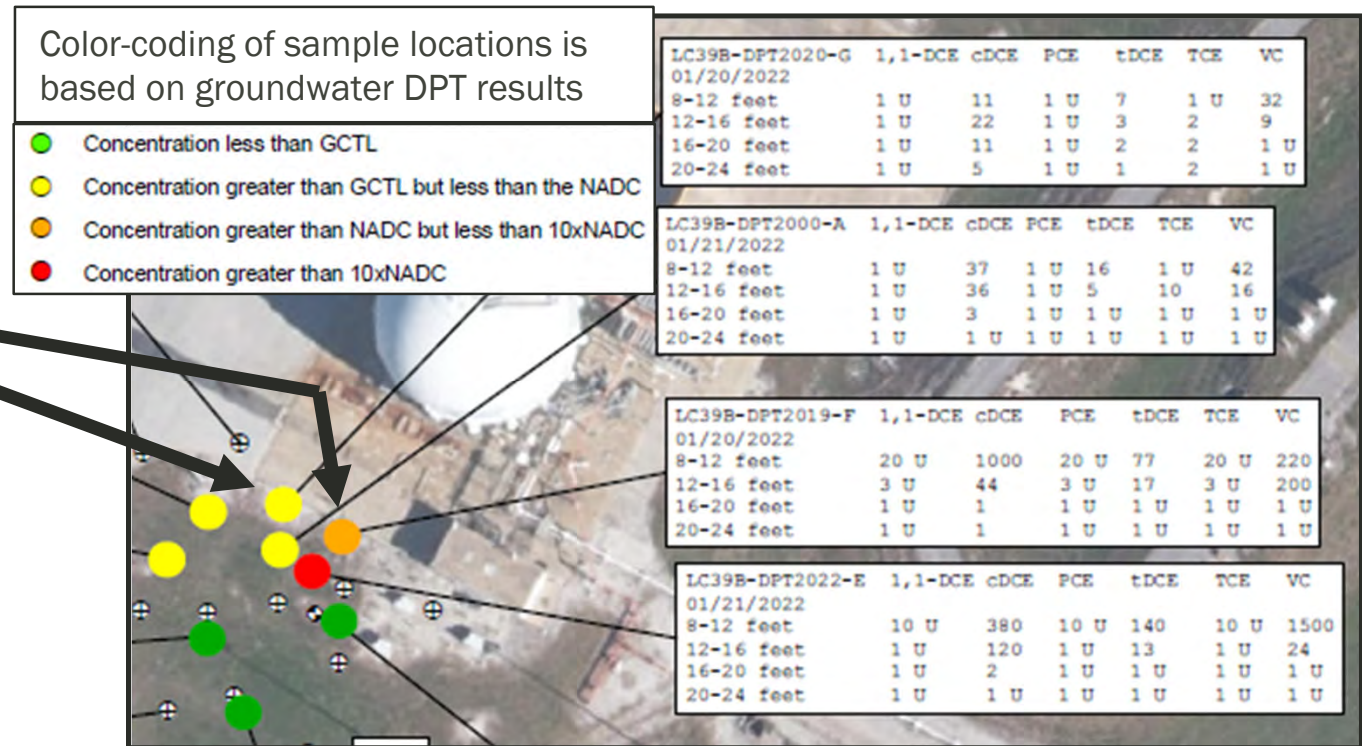 Color-coding of sample locations is
based on groundwater DPT results
Concentration less than GCTL
Concentration greater than GCTL but less than the NADC
Concentration greater than NADC but less than 10xNADC
Concentration greater than 10xNADC
LC39B-DPT2020-G 1,1-DCE cDCE PCE tDCE TCE VC
01/20/2022
8-12 feet 1 U 11 1 U 7 1 U 32
12-16 feet 1 U 22 1 U 3 2 9
16-20 feet 1 U 11 1 U 2 2 1 U
20-24 feet 1 U 5 1 U 1 2 1 U
LC39B-DPT2000-A 1,1-DCE cDCE PCE tDCE TCE VC
01/21/2022
8-12 feet 1 U 37 1 U 16 1 U 42
12-16 feet 1 U 36 1 U 5 10 16
16-20 feet 1 U 3 1 U 1 U 1 U 1 U
20-24 feet 1 U 1 U 1 U 1 U 1 U 1 U
LC39B-DPT2019-F 1,1-DCE cDCE PCE tDCE TCE VC
01/20/2022
8-12 feet 20 U 1000 20 U 77 20 U 220
12-16 feet 3 U 44 3 U 17 3 U 200
16-20 feet 1 U 1 1 U 1 U 1 U 1 U
20-24 feet 1 U 1 1 U 1 U 1 U 1 U
LC39B-DPT2022-E 1,1-DCE cDCE PCE tDCE TCE VC
01/21/2022
8-12 feet 10 U 380 10 U 140 10 U 1500
12-16 feet 1 U 120 1 U 13 1 U 24
16-20 feet 1 U 2 1 U 1 U 1 U 1 U
20-24 feet 1 U 1 U 1 U 1 U 1 U 1 U